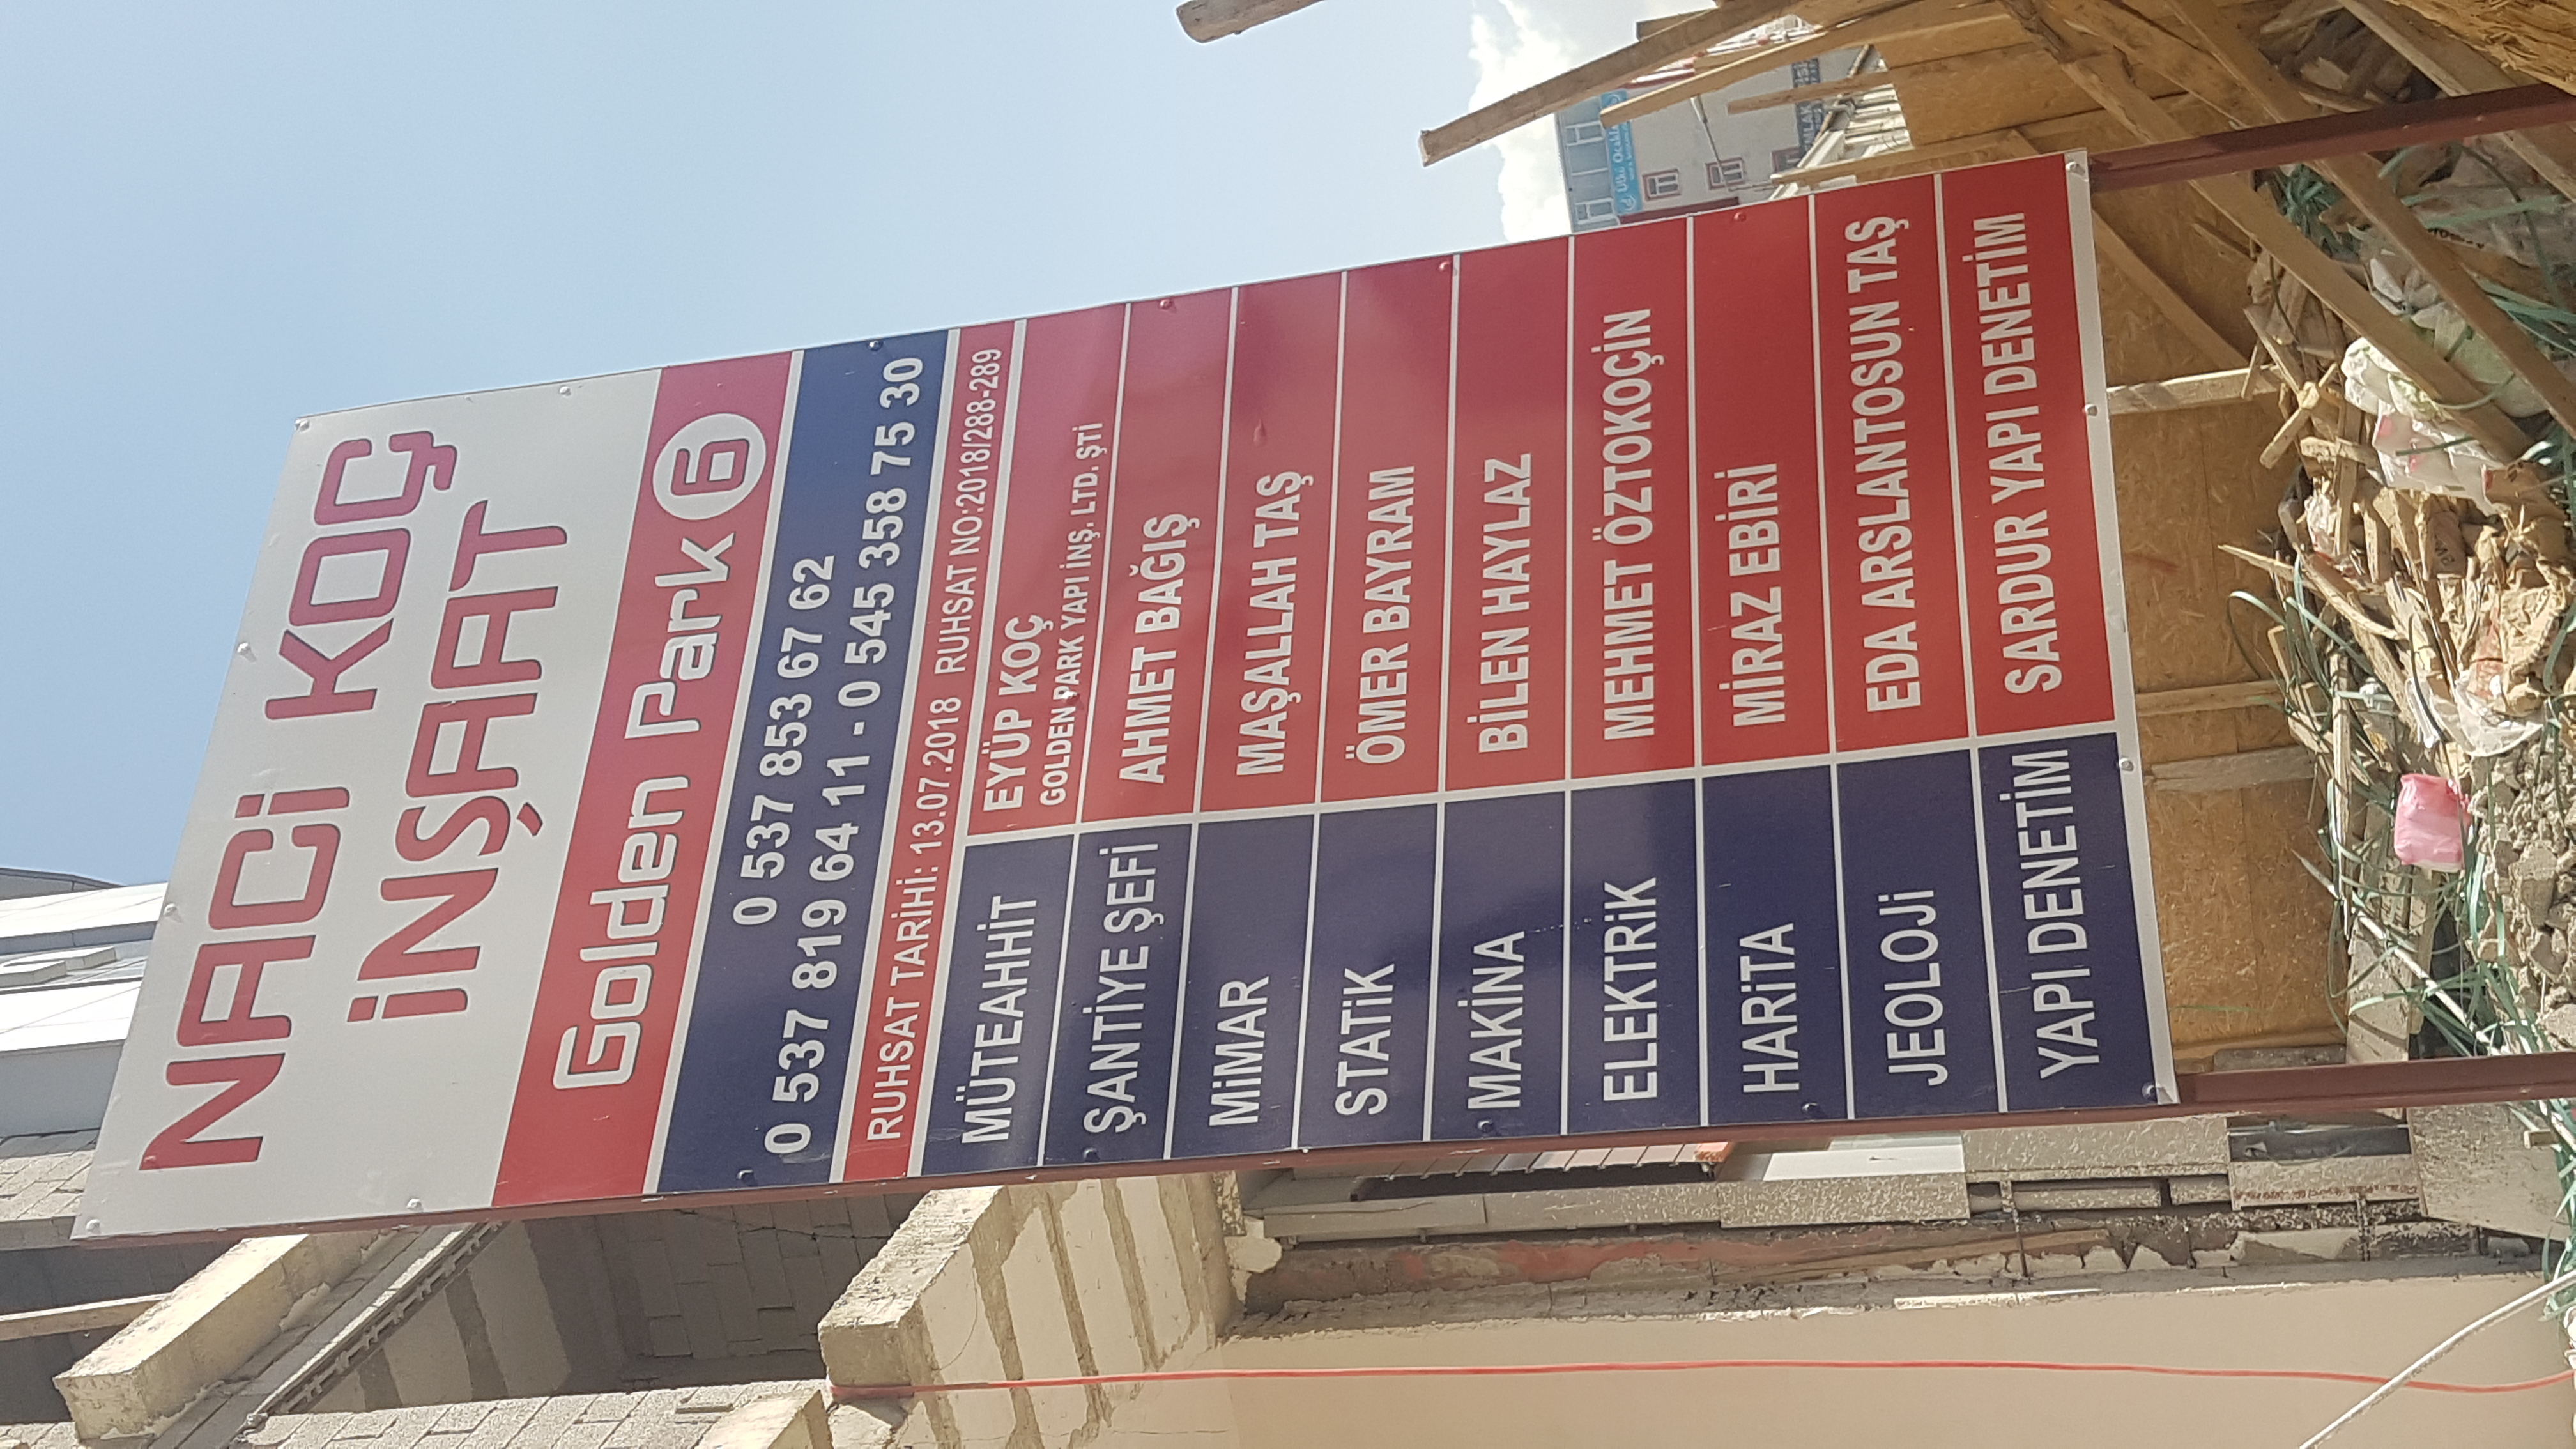 NACİ KOÇ
İNŞAAT
Golden Park 6
0 537 853 67 62
0 537 819 64 11 - 0 545 358 75 30
RUHSAT TARİHİ: 13.07.2018 RUHSAT NO:2018/288-289
MÜTEAHHİT EYÜP KOÇ
GOLDEN PARK YAPI İNŞ. LTD. ŞTİ
ŞANTİYE ŞEFİ AHMET BAĞIŞ
MİMAR MAŞALLAH TAŞ
STATİK ÖMER BAYRAM
MAKİNA BİLEN HAYLAZ
ELEKTRİK MEHMET ÖZTOKOÇİN
HARİTA MİRAZ EBİRİ
JEOLOJİ EDA ARSLANTOSUN TAŞ
YAPI DENETİM SARDUR YAPI DENETİM
Ülkü Ocakları